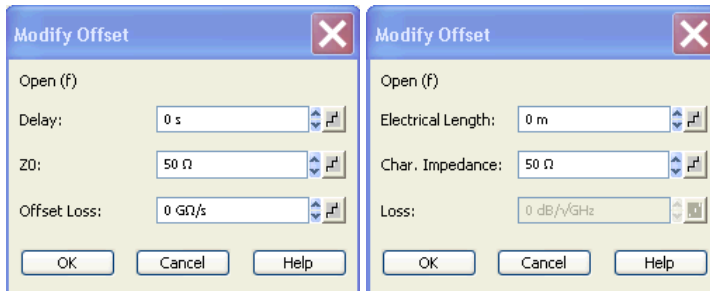 Modify Offset
Open (f)
Delay: 0 s
Z0: 50 Ω
Offset Loss: 0 GΩ/s
OK Cancel Help
Modify Offset
Open (f)
Electrical Length: 0 m
Char. Impedance: 50 Ω
Loss: 0 dB/√GHz
OK Cancel Help